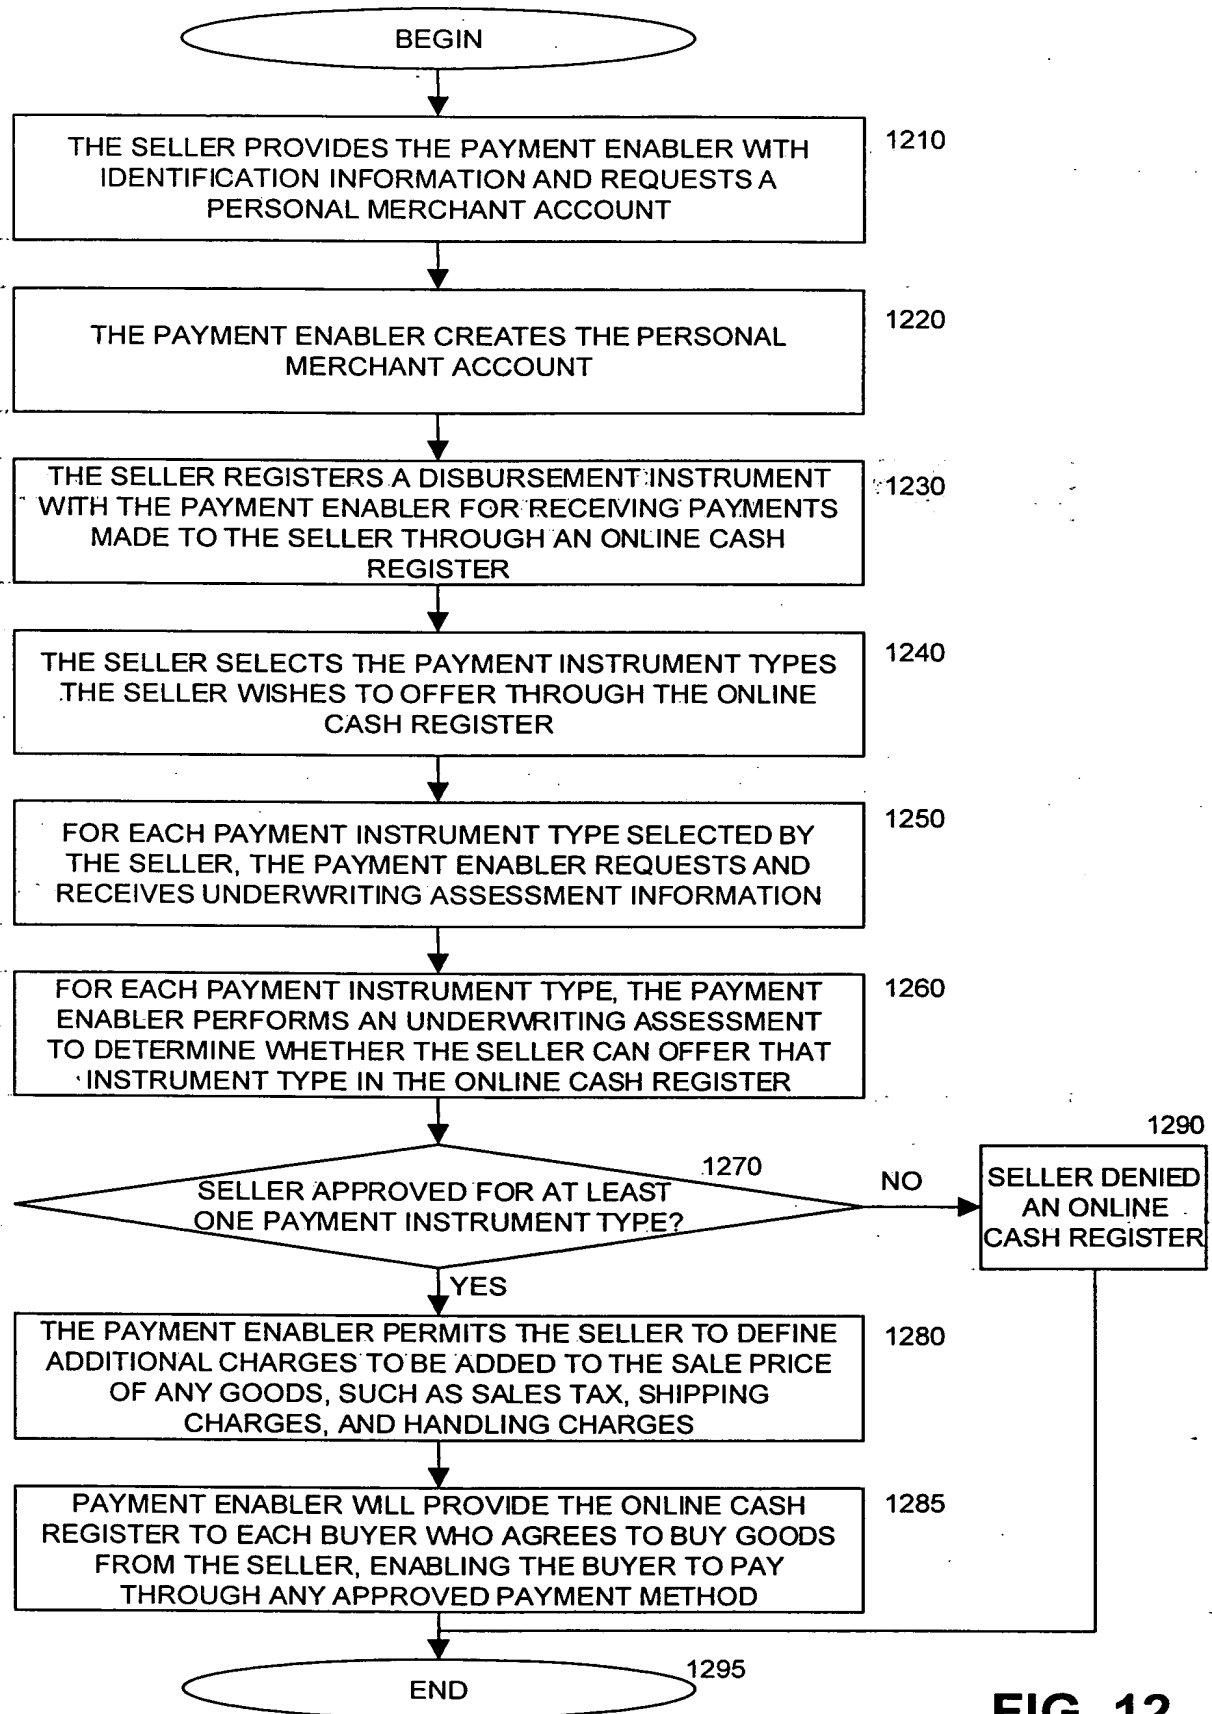 BEGIN
THE SELLER PROVIDES THE PAYMENT ENABLER WITH
IDENTIFICATION INFORMATION AND REQUESTS A
PERSONAL MERCHANT ACCOUNT
1210
THE PAYMENT ENABLER CREATES THE PERSONAL
MERCHANT ACCOUNT
1220
THE SELLER REGISTERS A DISBURSEMENT INSTRUMENT
WITH THE PAYMENT ENABLER FOR RECEIVING PAYMENTS
MADE TO THE SELLER THROUGH AN ONLINE CASH
REGISTER
1230
THE SELLER SELECTS THE PAYMENT INSTRUMENT TYPES
THE SELLER WISHES TO OFFER THROUGH THE ONLINE
CASH REGISTER
1240
FOR EACH PAYMENT INSTRUMENT TYPE SELECTED BY
THE SELLER, THE PAYMENT ENABLER REQUESTS AND
RECEIVES UNDERWRITING ASSESSMENT INFORMATION
1250
FOR EACH PAYMENT INSTRUMENT TYPE, THE PAYMENT
ENABLER PERFORMS AN UNDERWRITING ASSESSMENT
TO DETERMINE WHETHER THE SELLER CAN OFFER THAT
INSTRUMENT TYPE IN THE ONLINE CASH REGISTER
1260
SELLER APPROVED FOR AT LEAST
ONE PAYMENT INSTRUMENT TYPE?
1270
NO
1290
SELLER DENIED
AN ONLINE
CASH REGISTER
YES
THE PAYMENT ENABLER PERMITS THE SELLER TO DEFINE
ADDITIONAL CHARGES TO BE ADDED TO THE SALE PRICE
OF ANY GOODS, SUCH AS SALES TAX, SHIPPING
CHARGES, AND HANDLING CHARGES
1280
PAYMENT ENABLER WILL PROVIDE THE ONLINE CASH
REGISTER TO EACH BUYER WHO AGREES TO BUY GOODS
FROM THE SELLER, ENABLING THE BUYER TO PAY
THROUGH ANY APPROVED PAYMENT METHOD
1285
END
1295
FIG. 12